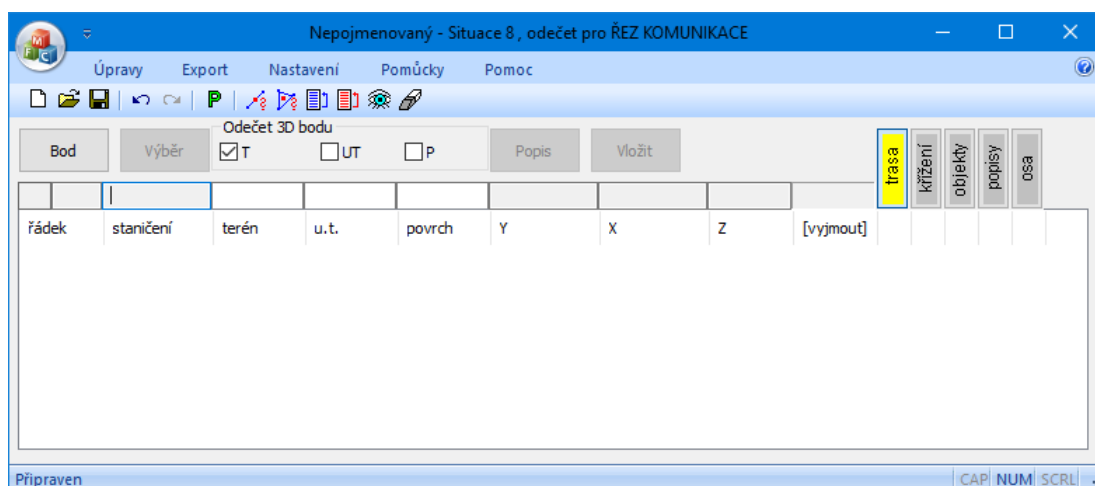 Nepojmenovaný - Situace 8 , odečet pro ŘEZ KOMUNIKACE
Úpravy Export Nastavení Pomůcky Pomoc
P
Odečet 3D bodu
Bod Výběr T UT P Popis Vložit
trasa křížení objekty popisy osa
řádek staničení terén u.t. povrch Y X Z [vyjmout]
Připraven CAP NUM SCRL